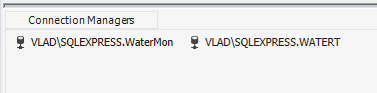 Connection Managers
VLAD\SQLEXPRESS.WaterMon VLAD\SQLEXPRESS.WATERT